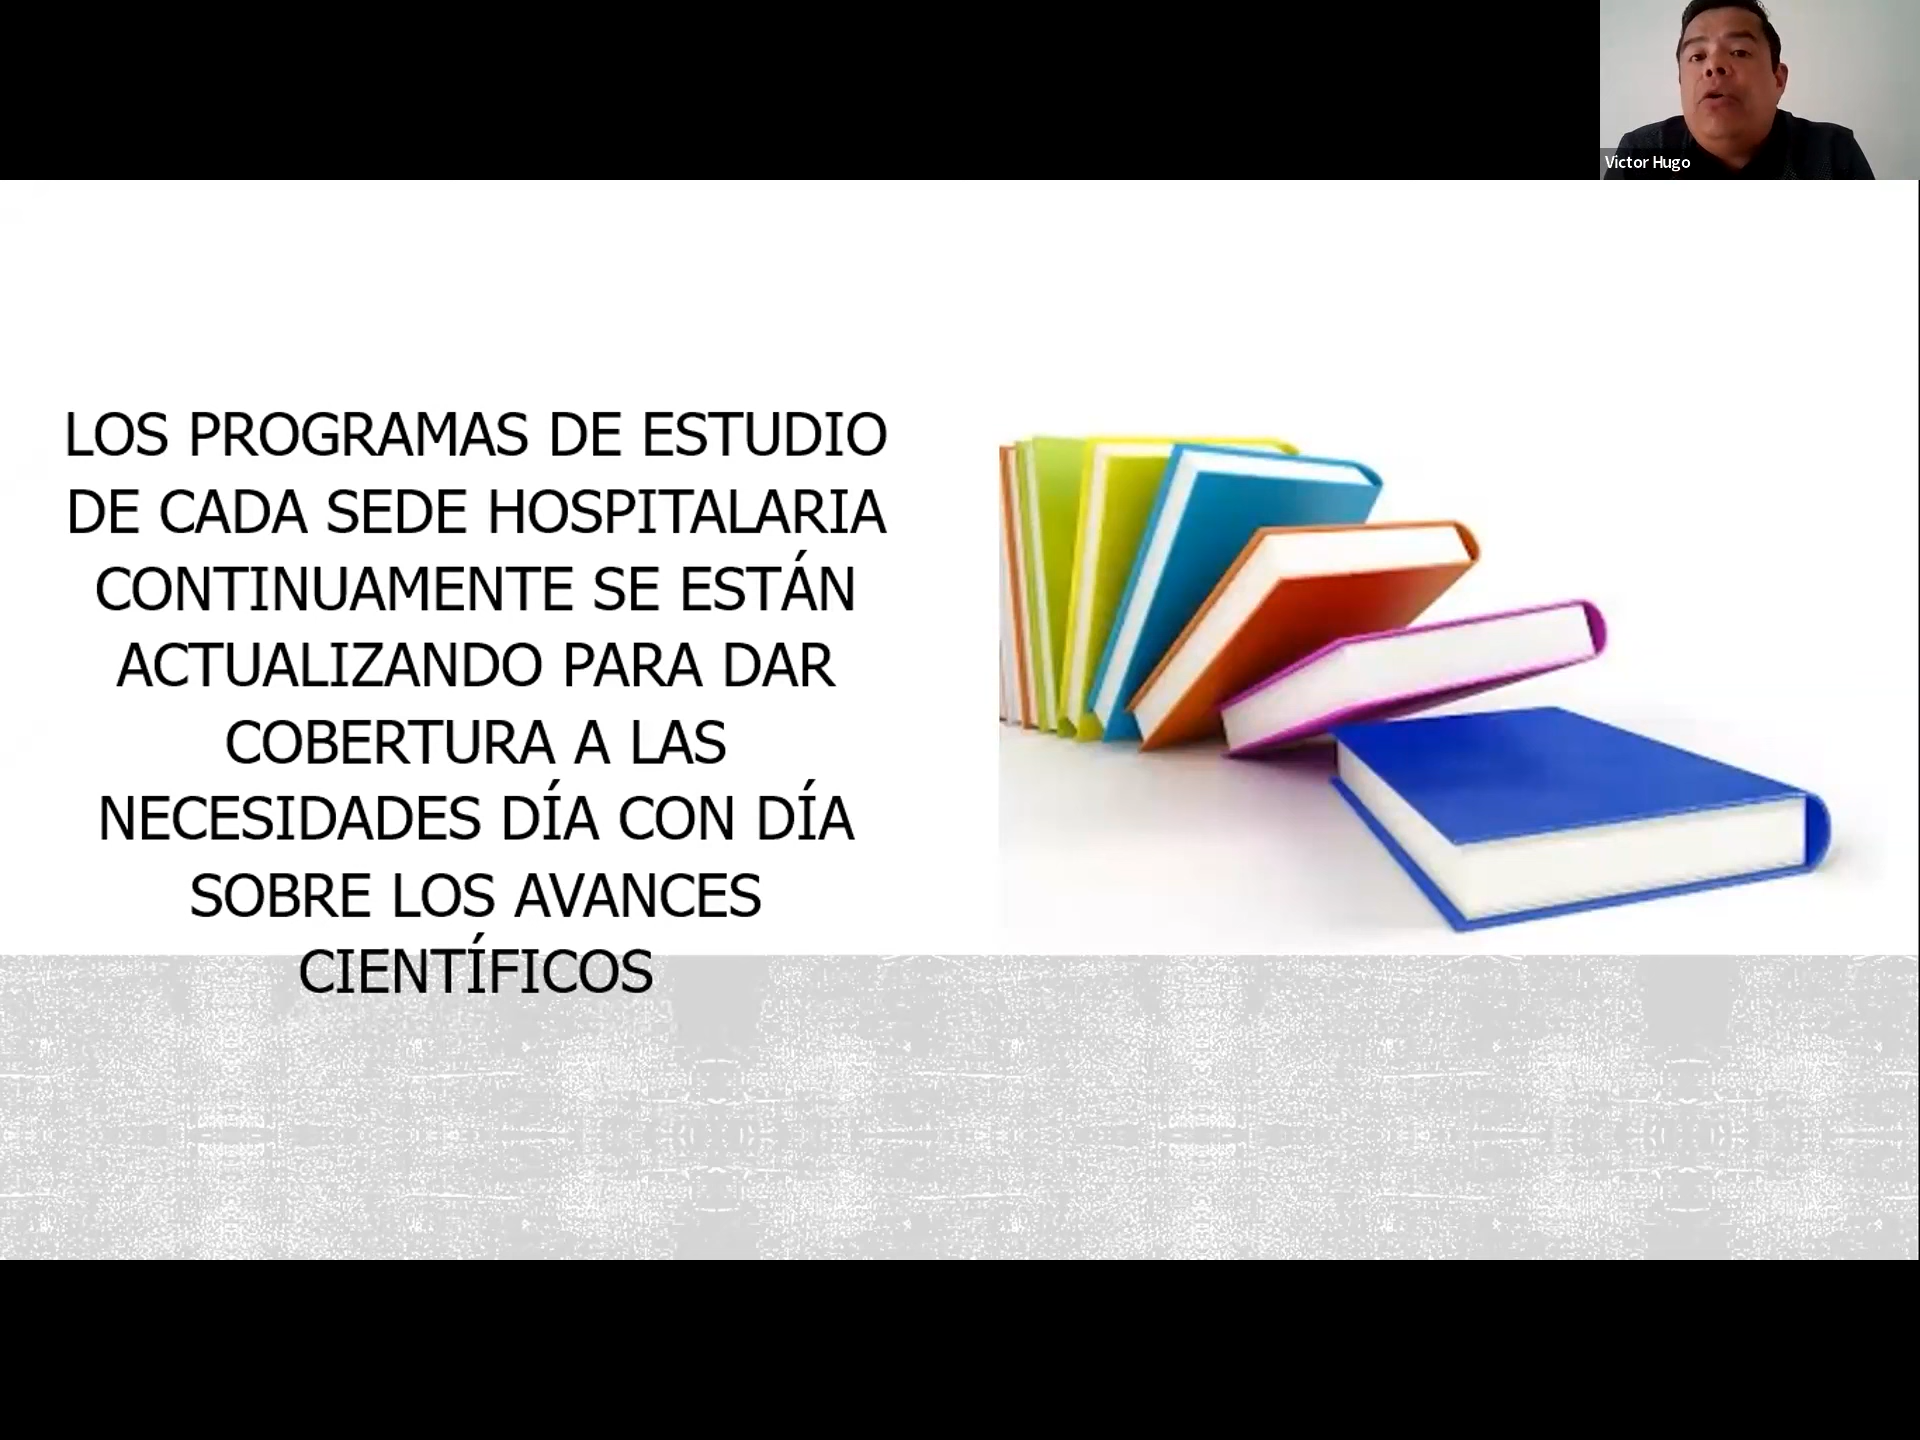 Victor Hugo
LOS PROGRAMAS DE ESTUDIO
DE CADA SEDE HOSPITALARIA
CONTINUAMENTE SE ESTÁN
ACTUALIZANDO PARA DAR
COBERTURA A LAS
NECESIDADES DÍA CON DÍA
SOBRE LOS AVANCES
CIENTÍFICOS